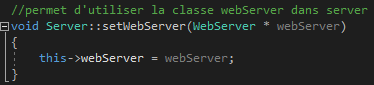 //permet d'utiliser la classe webServer dans server
void Server::setWebServer(WebServer * webServer)
{
this->webServer = webServer;
}